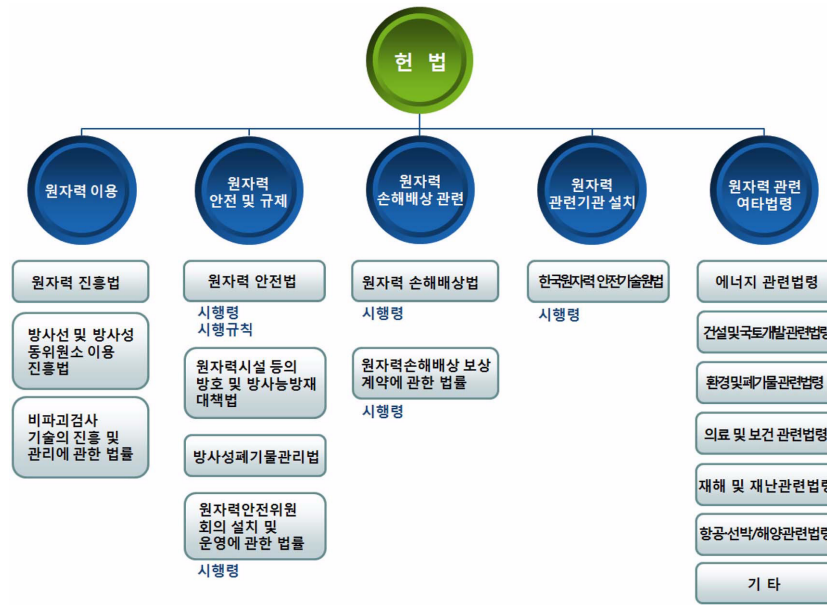 헌 법
원자력 이용
원자력
안전 및 규제
원자력
손해배상 관련
원자력
관련기관 설치
원자력 관련
여타법령
원자력 진흥법
방사선 및 방사성
동위원소 이용
진흥법
비파괴검사
기술의 진흥 및
관리에 관한 법률
원자력 안전법
시행령
시행규칙
원자력시설 등의
방호 및 방사능방재
대책법
방사성폐기물관리법
원자력안전위원
회의 설치 및
운영에 관한 법률
시행령
원자력 손해배상법
시행령
원자력손해배상 보상
계약에 관한 법률
시행령
한국원자력 안전기술원법
시행령
에너지 관련법령
건설및국토개발관련법령
환경및폐기물관련법령
의료 및 보건 관련법령
재해 및 재난관련법령
항공·선박/해양관련법령
기 타